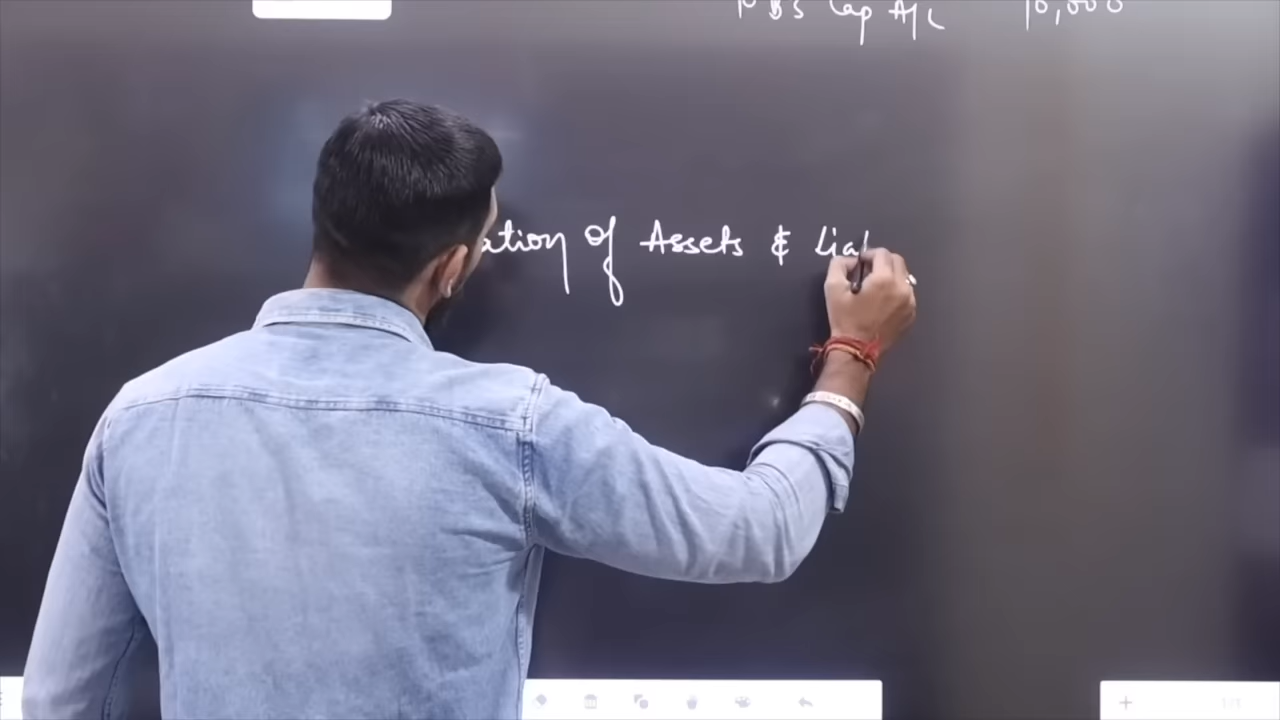 B's Cap A/c 10,000
ation of Assets & Lia